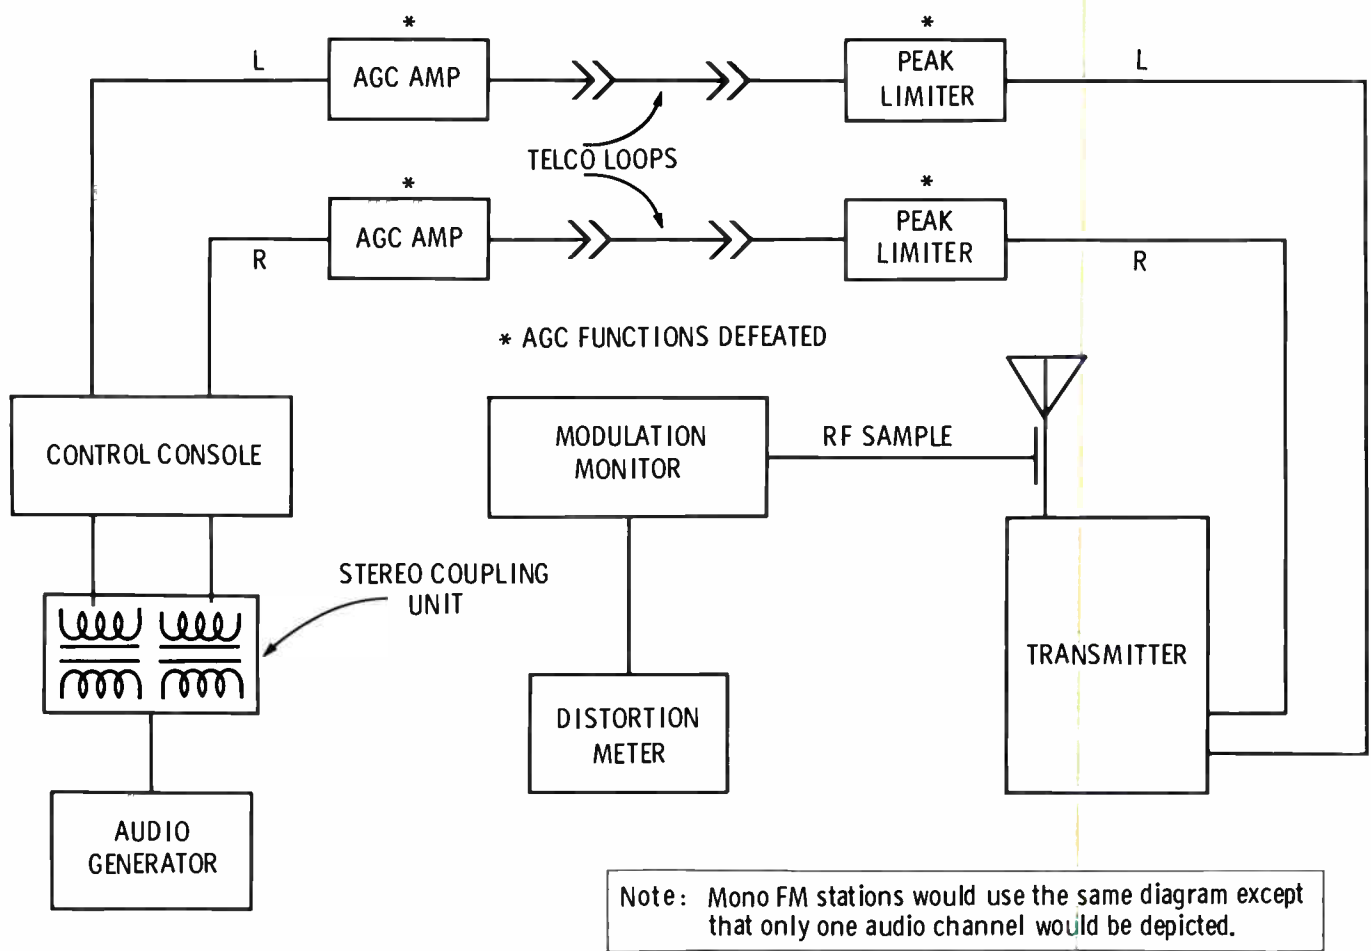 *
*
L
AGC AMP
PEAK
LIMITER
L
TELCO LOOPS
*
*
R
AGC AMP
PEAK
LIMITER
R
* AGC FUNCTIONS DEFEATED
CONTROL CONSOLE
MODULATION
MONITOR
RF SAMPLE
STEREO COUPLING
UNIT
TRANSMITTER
DISTORTION
METER
AUDIO
GENERATOR
Note: Mono FM stations would use the same diagram except
that only one audio channel would be depicted.